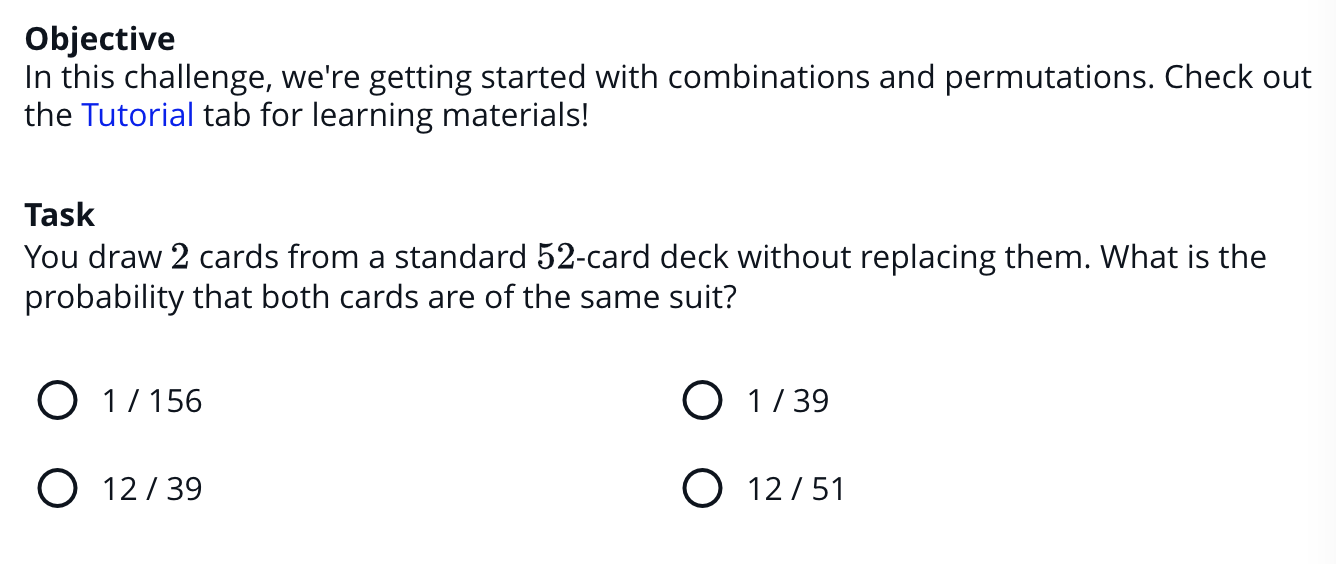 Objective
In this challenge, we're getting started with combinations and permutations. Check out
the Tutorial tab for learning materials!
Task
You draw 2 cards from a standard 52-card deck without replacing them. What is the
probability that both cards are of the same suit?
1 / 156
1 / 39
12 / 39
12 / 51